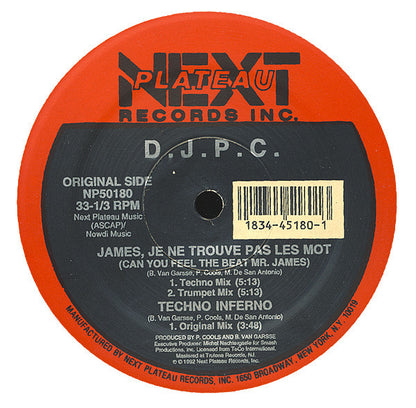 NEXT
PLATEAU
RECORDS INC.
D.J.P.C.
ORIGINAL SIDE
NP50180
33-1/3 RPM
Next Plateau Music
(ASCAP)/
Nowdi Music
1834-45180-1
JAMES, JE NE TROUVE PAS LES MOT
(CAN YOU FEEL THE BEAT MR. JAMES)
(B. Van Garsse, P. Cools, M. De San Antonio)
1. Techno Mix (5:13)
2. Trumpet Mix (5:13)
TECHNO INFERNO
(B. Van Garsse, P. Cools, M. De San Antonio)
1. Original Mix (3:48)
PRODUCED BY P. COOLS AND B. VAN GARSSE
Executive Producer: Michel Nachtergaele for Smash
Productions, Inc. Licensed from TeCo International.
Mastered at Trutone Records, N.J.
© 1992 Next Plateau Records, Inc.
MANUFACTURED BY NEXT PLATEAU RECORDS, INC. 1650 BROADWAY, NEW YORK, N.Y. 10019